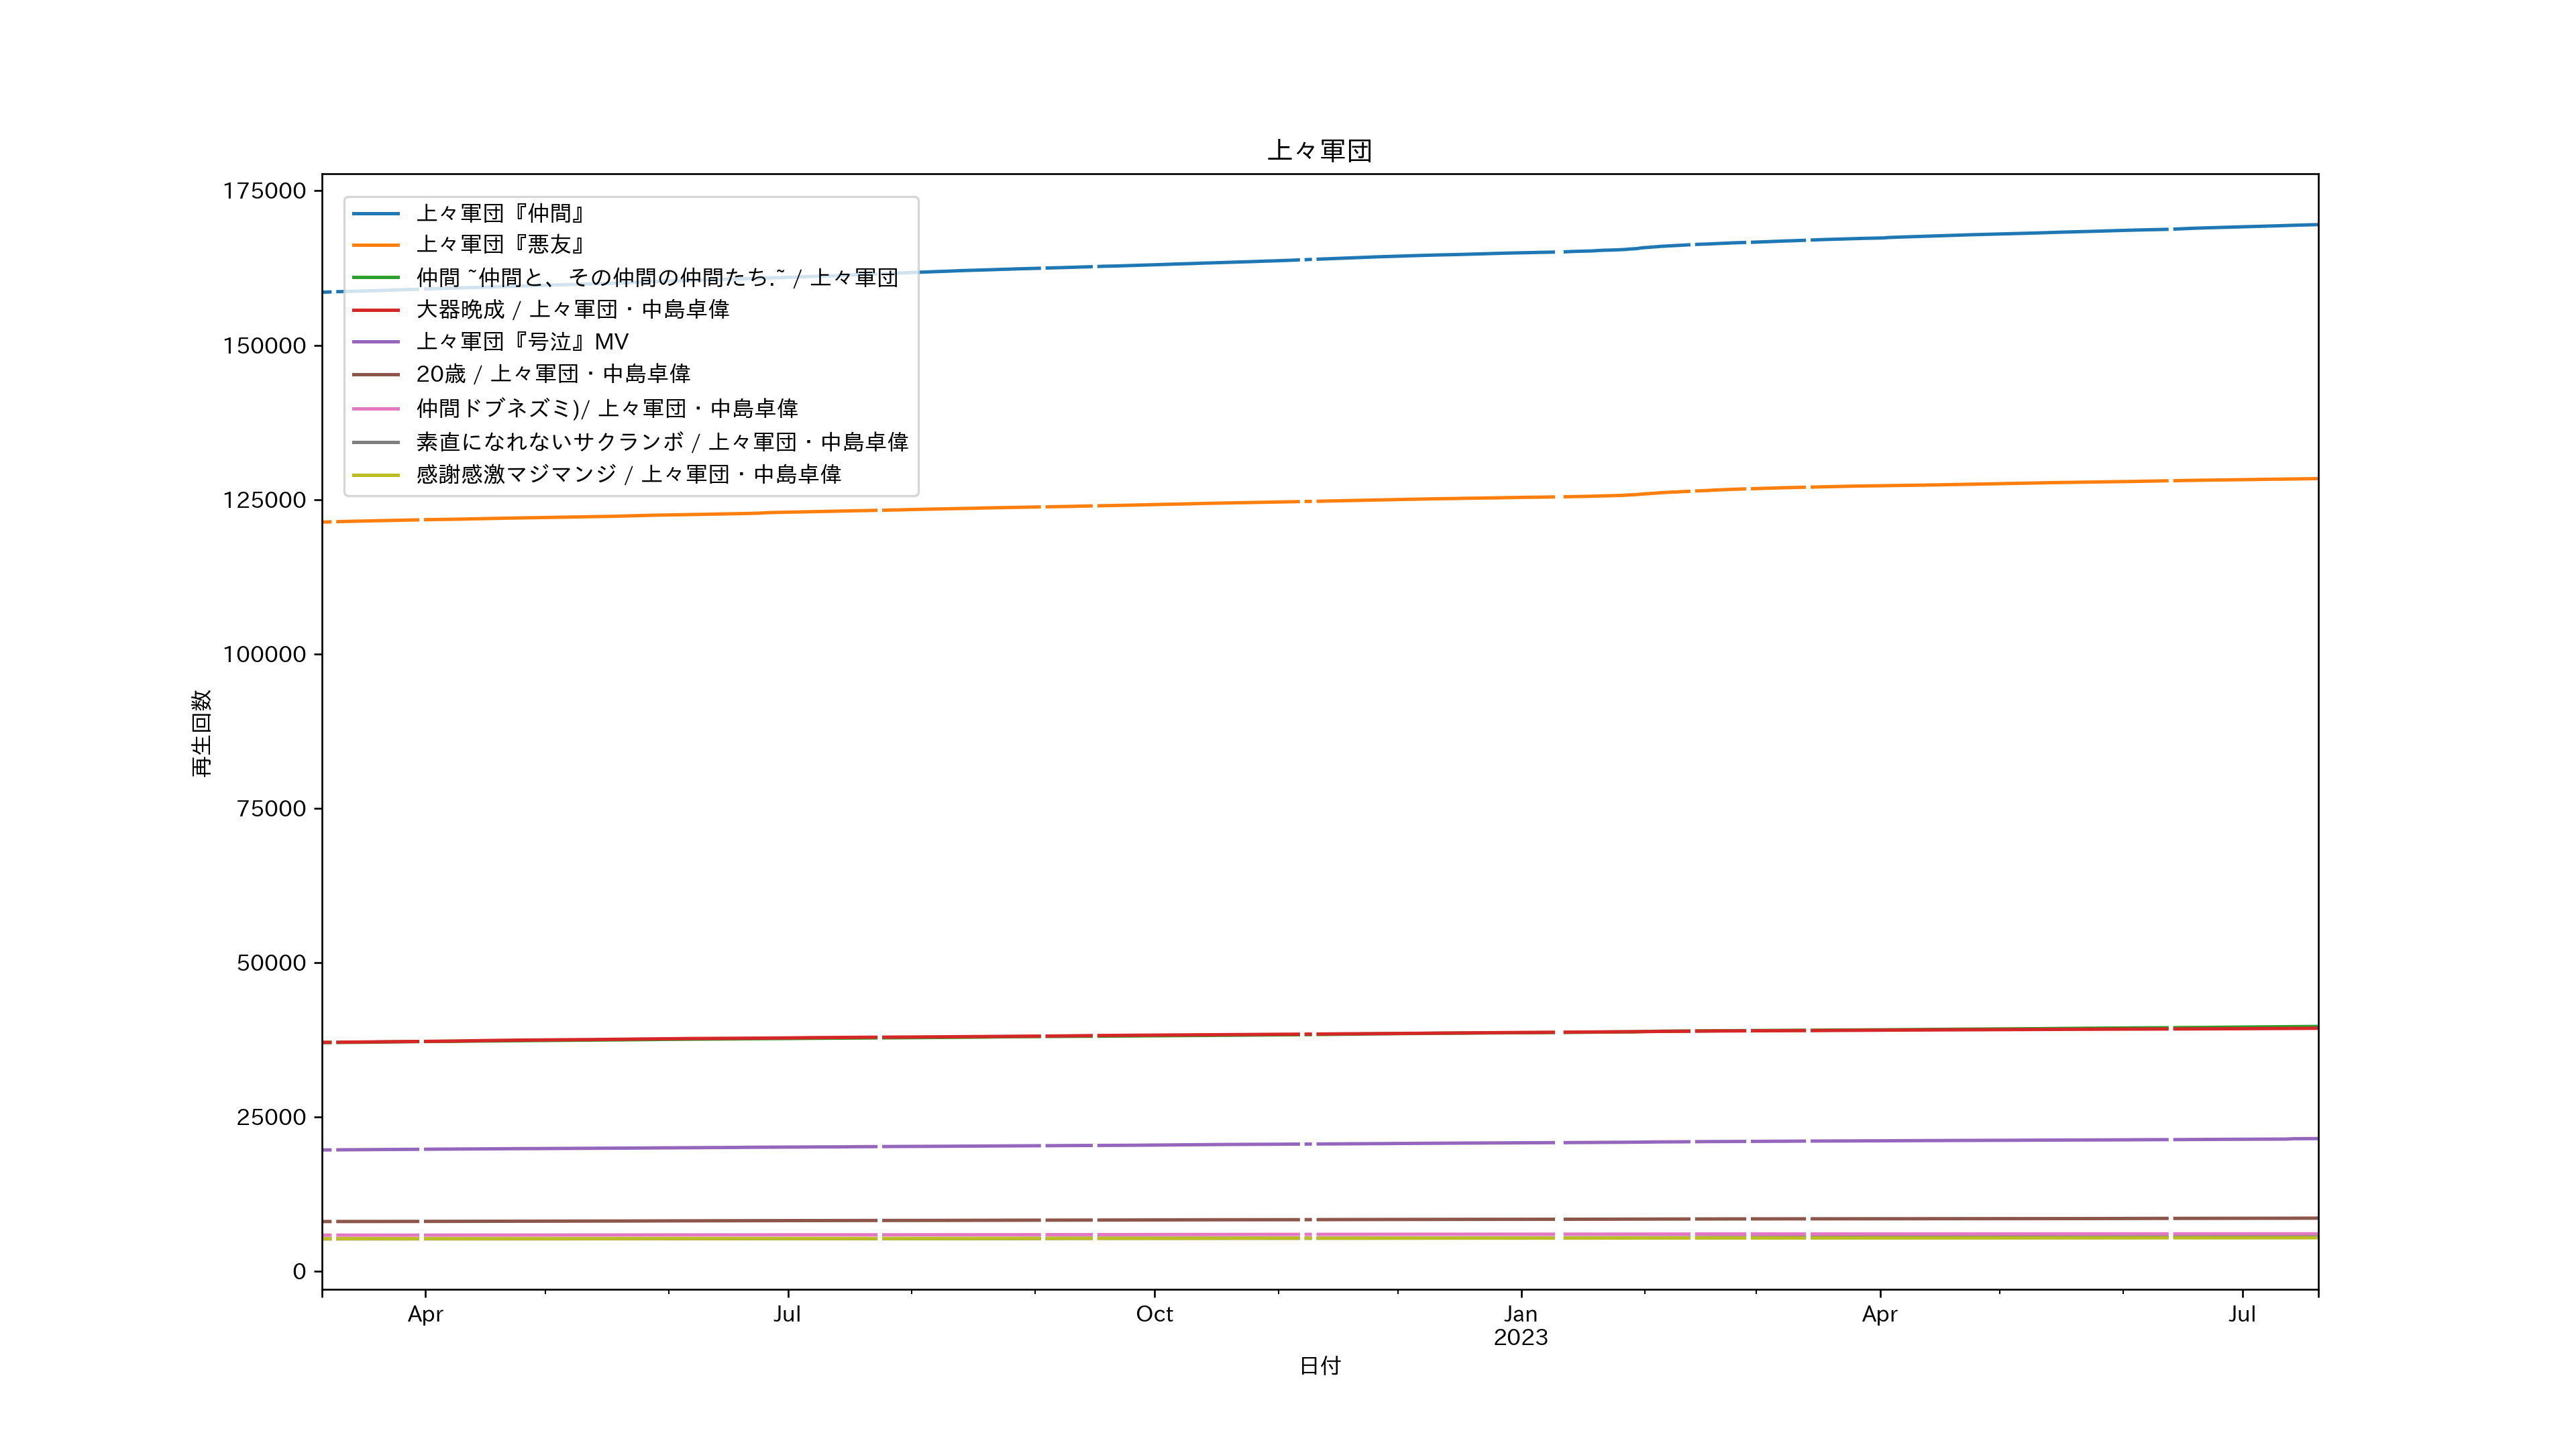 上々軍団
175000
150000
125000
100000
75000
50000
25000
0
再生回数
上々軍団『仲間』
上々軍団『悪友』
仲間 ~仲間と、その仲間の仲間たち.~ / 上々軍団
大器晩成 / 上々軍団・中島卓偉
上々軍団『号泣』MV
20歳 / 上々軍団・中島卓偉
仲間ドブネズミ)/ 上々軍団・中島卓偉
素直になれないサクランボ / 上々軍団・中島卓偉
感謝感激マジマンジ / 上々軍団・中島卓偉
Apr Jul Oct Jan Apr Jul
2023
日付